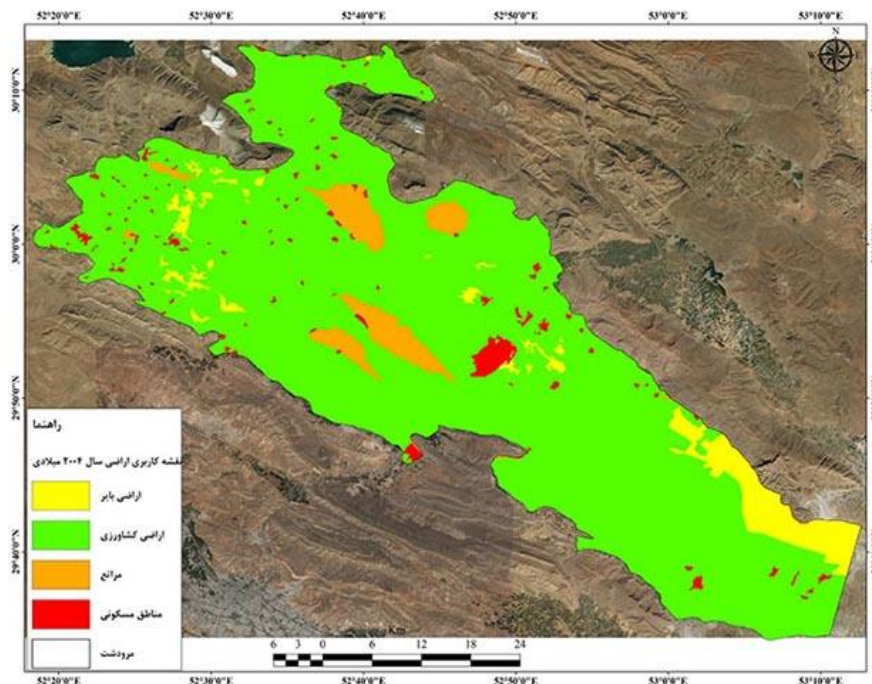 52°20'0"E 52°30'0"E 52°40'0"E 52°50'0"E 53°0'0"E 53°10'0"E
N
W E
S
30°10'0"N
30°0'0"N
29°50'0"N
29°40'0"N
راهنما
نقشه کاربری اراضی سال ۲۰۰۴ میلادی
اراضی بایر
اراضی کشاورزی
مراتع
مناطق مسکونی
مرودشت
Km
6 3 0 6 12 18 24
52°20'0"E 52°30'0"E 52°40'0"E 52°50'0"E 53°0'0"E 53°10'0"E